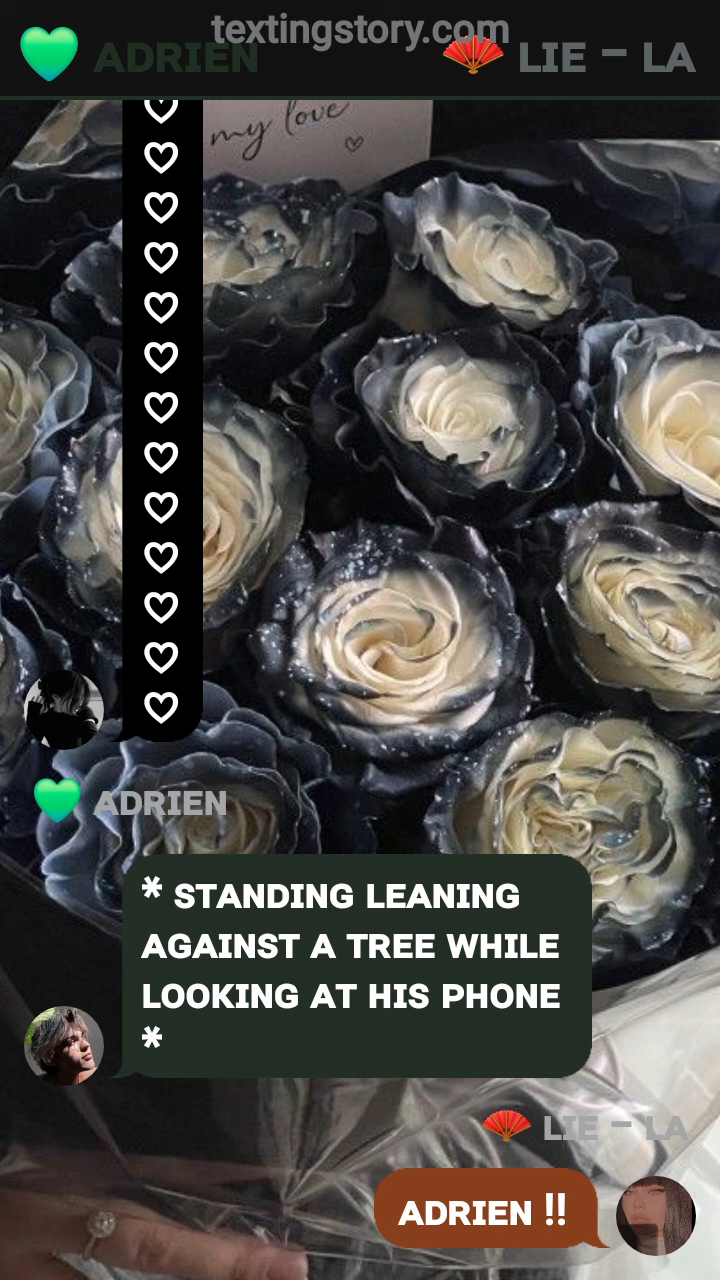 textingstory.com
💚 ADRIEN
🪭 LIE – LA
my love
♡
♡
♡
♡
♡
♡
♡
♡
♡
♡
♡
♡
♡
♡
💚 ADRIEN
* STANDING LEANING
AGAINST A TREE WHILE
LOOKING AT HIS PHONE
*
🪭 LIE – LA
ADRIEN !!